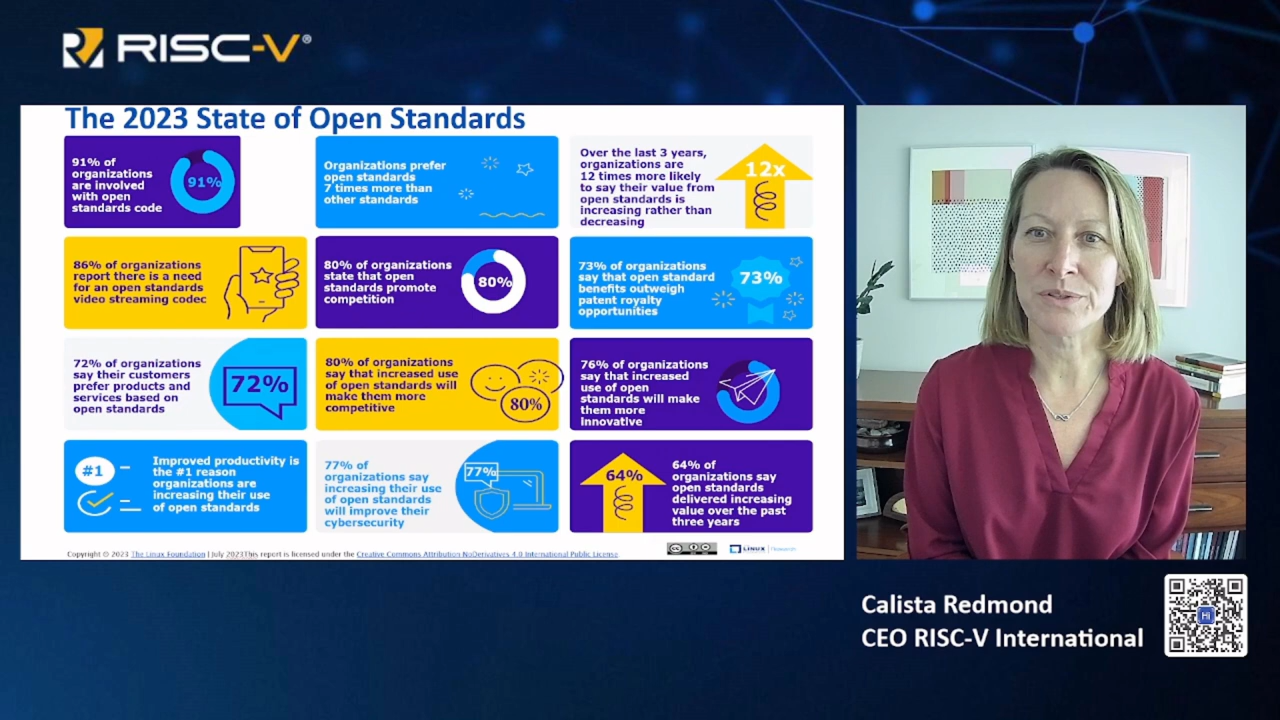 RISC-V®
The 2023 State of Open Standards
91% of
organizations
are involved
with open
standards code
91%
Organizations prefer
open standards
7 times more than
other standards
Over the last 3 years,
organizations are
12 times more likely
to say their value from
open standards is
increasing rather than
decreasing
12x
86% of organizations
report there is a need
for an open standards
video streaming codec
80% of organizations
state that open
standards promote
competition
80%
73% of organizations
say that open standard
benefits outweigh
patent royalty
opportunities
73%
72% of organizations
say their customers
prefer products and
services based on
open standards
72%
80% of organizations
say that increased use
of open standards will
make them more
competitive
80%
76% of organizations
say that increased
use of open
standards will make
them more
innovative
#1
Improved productivity is
the #1 reason
organizations are
increasing their use
of open standards
77% of
organizations say
increasing their use
of open standards
will improve their
cybersecurity
77%
64%
64% of
organizations say
open standards
delivered increasing
value over the past
three years
Copyright © 2023 The Linux Foundation | July 2023This report is licensed under the Creative Commons Attribution NoDerivatives 4.0 International Public License.
LINUX Research
Calista Redmond
CEO RISC-V International
Hi